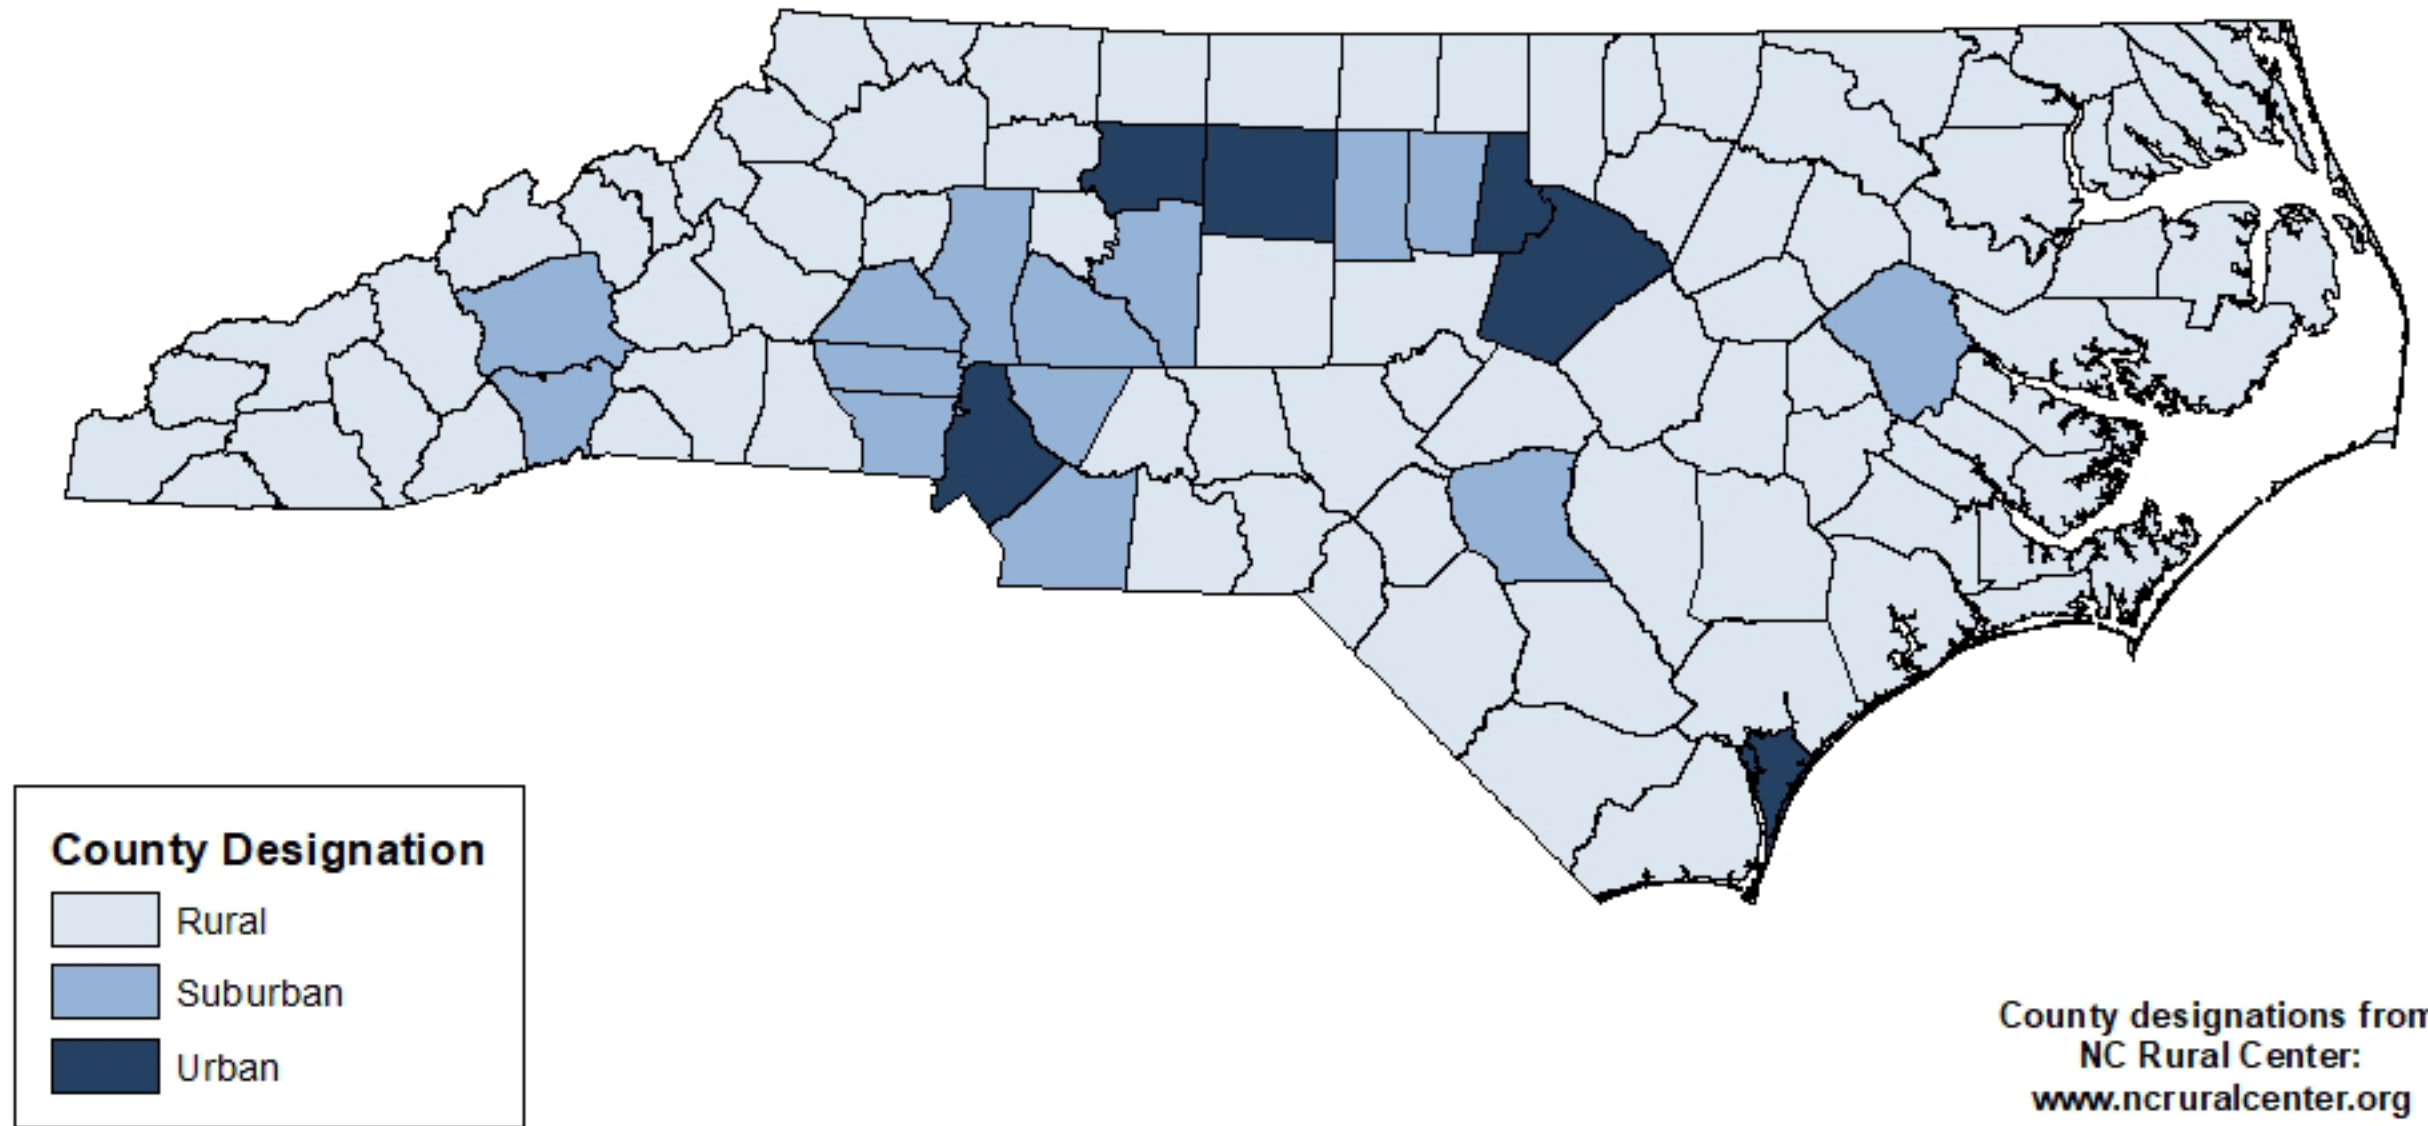 County Designation
Rural
Suburban
Urban
County designations from
NC Rural Center:
www.ncruralcenter.org